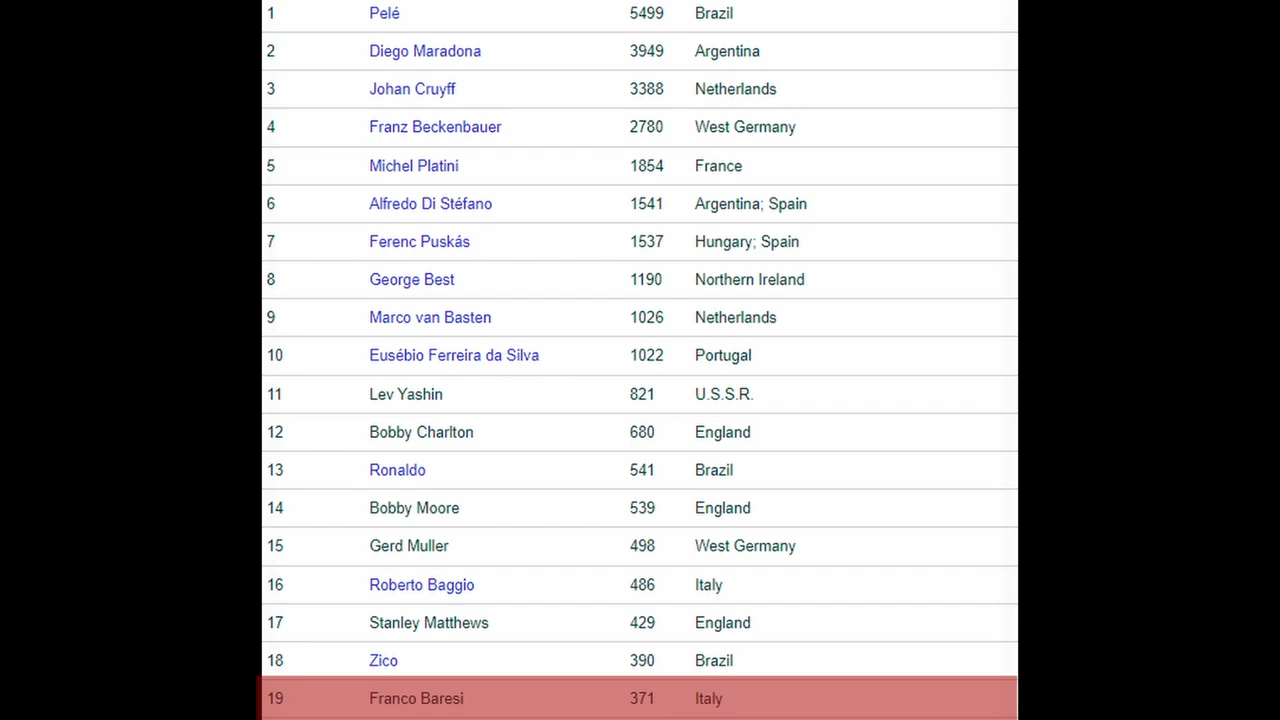 1 Pelé 5499 Brazil
2 Diego Maradona 3949 Argentina
3 Johan Cruyff 3388 Netherlands
4 Franz Beckenbauer 2780 West Germany
5 Michel Platini 1854 France
6 Alfredo Di Stéfano 1541 Argentina; Spain
7 Ferenc Puskás 1537 Hungary; Spain
8 George Best 1190 Northern Ireland
9 Marco van Basten 1026 Netherlands
10 Eusébio Ferreira da Silva 1022 Portugal
11 Lev Yashin 821 U.S.S.R.
12 Bobby Charlton 680 England
13 Ronaldo 541 Brazil
14 Bobby Moore 539 England
15 Gerd Muller 498 West Germany
16 Roberto Baggio 486 Italy
17 Stanley Matthews 429 England
18 Zico 390 Brazil
19 Franco Baresi 371 Italy